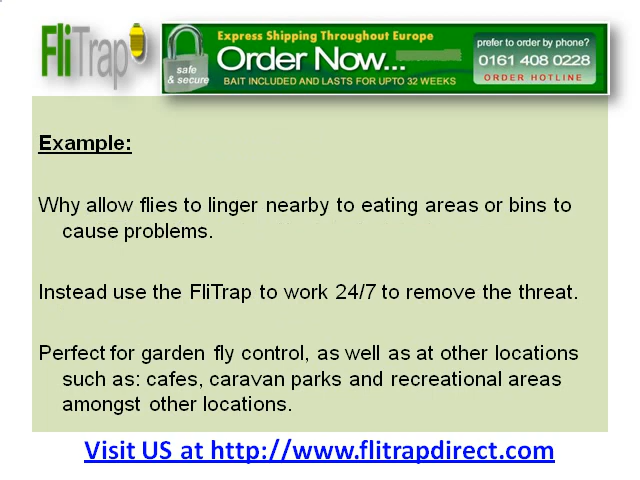 FliTrap
Express Shipping Throughout Europe
Order Now...
safe
& secure
BAIT INCLUDED AND LASTS FOR UPTO 32 WEEKS
prefer to order by phone?
0161 408 0228
ORDER HOTLINE
Example:
Why allow flies to linger nearby to eating areas or bins to
cause problems.
Instead use the FliTrap to work 24/7 to remove the threat.
Perfect for garden fly control, as well as at other locations
such as: cafes, caravan parks and recreational areas
amongst other locations.
Visit US at http://www.flitrapdirect.com